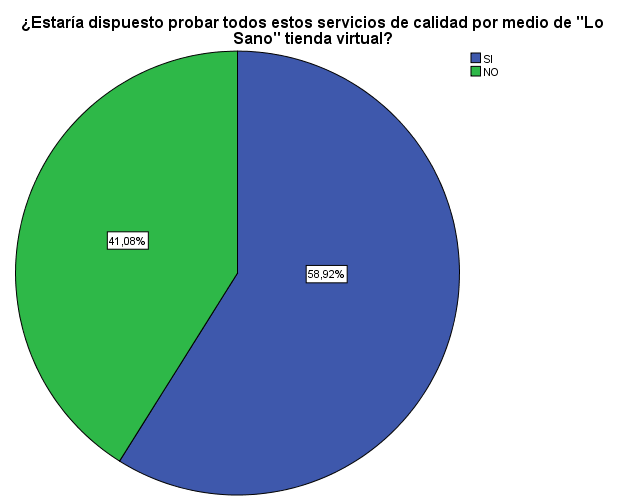 ¿Estaría dispuesto probar todos estos servicios de calidad por medio de "Lo
Sano" tienda virtual?
SI
NO
41,08%
58,92%